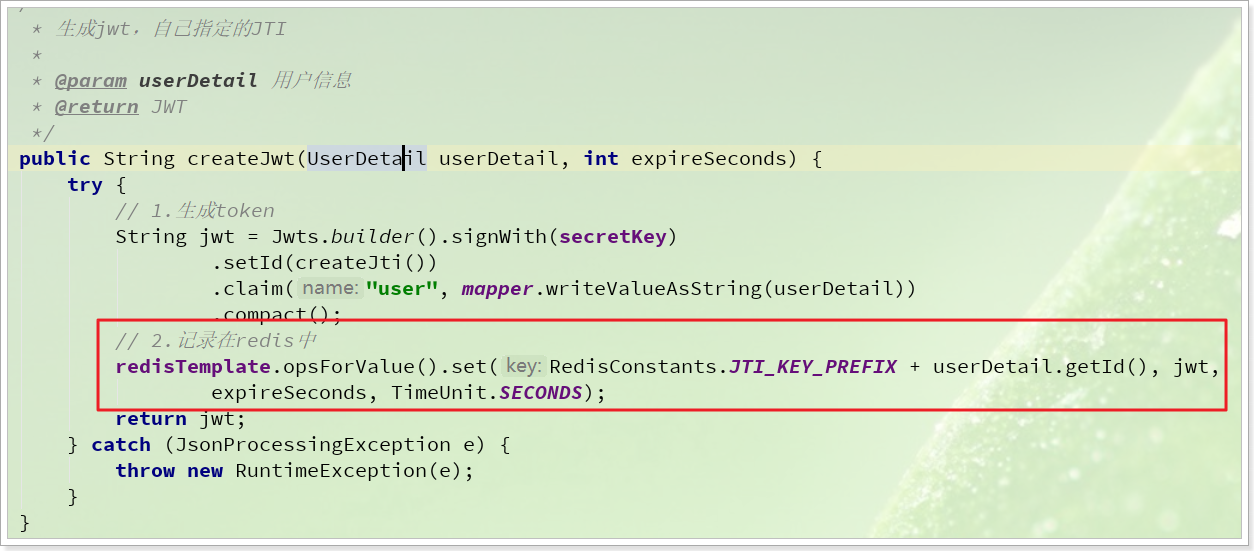 * 生成jwt，自己指定的JTI
*
* @param userDetail 用户信息
* @return JWT
*/
public String createJwt(UserDetail userDetail, int expireSeconds) {
try {
// 1.生成token
String jwt = Jwts.builder().signWith(secretKey)
.setId(createJti())
.claim( name: "user", mapper.writeValueAsString(userDetail))
.compact();
// 2.记录在redis中
redisTemplate.opsForValue().set( key: RedisConstants.JTI_KEY_PREFIX + userDetail.getId(), jwt,
expireSeconds, TimeUnit.SECONDS);
return jwt;
} catch (JsonProcessingException e) {
throw new RuntimeException(e);
}
}